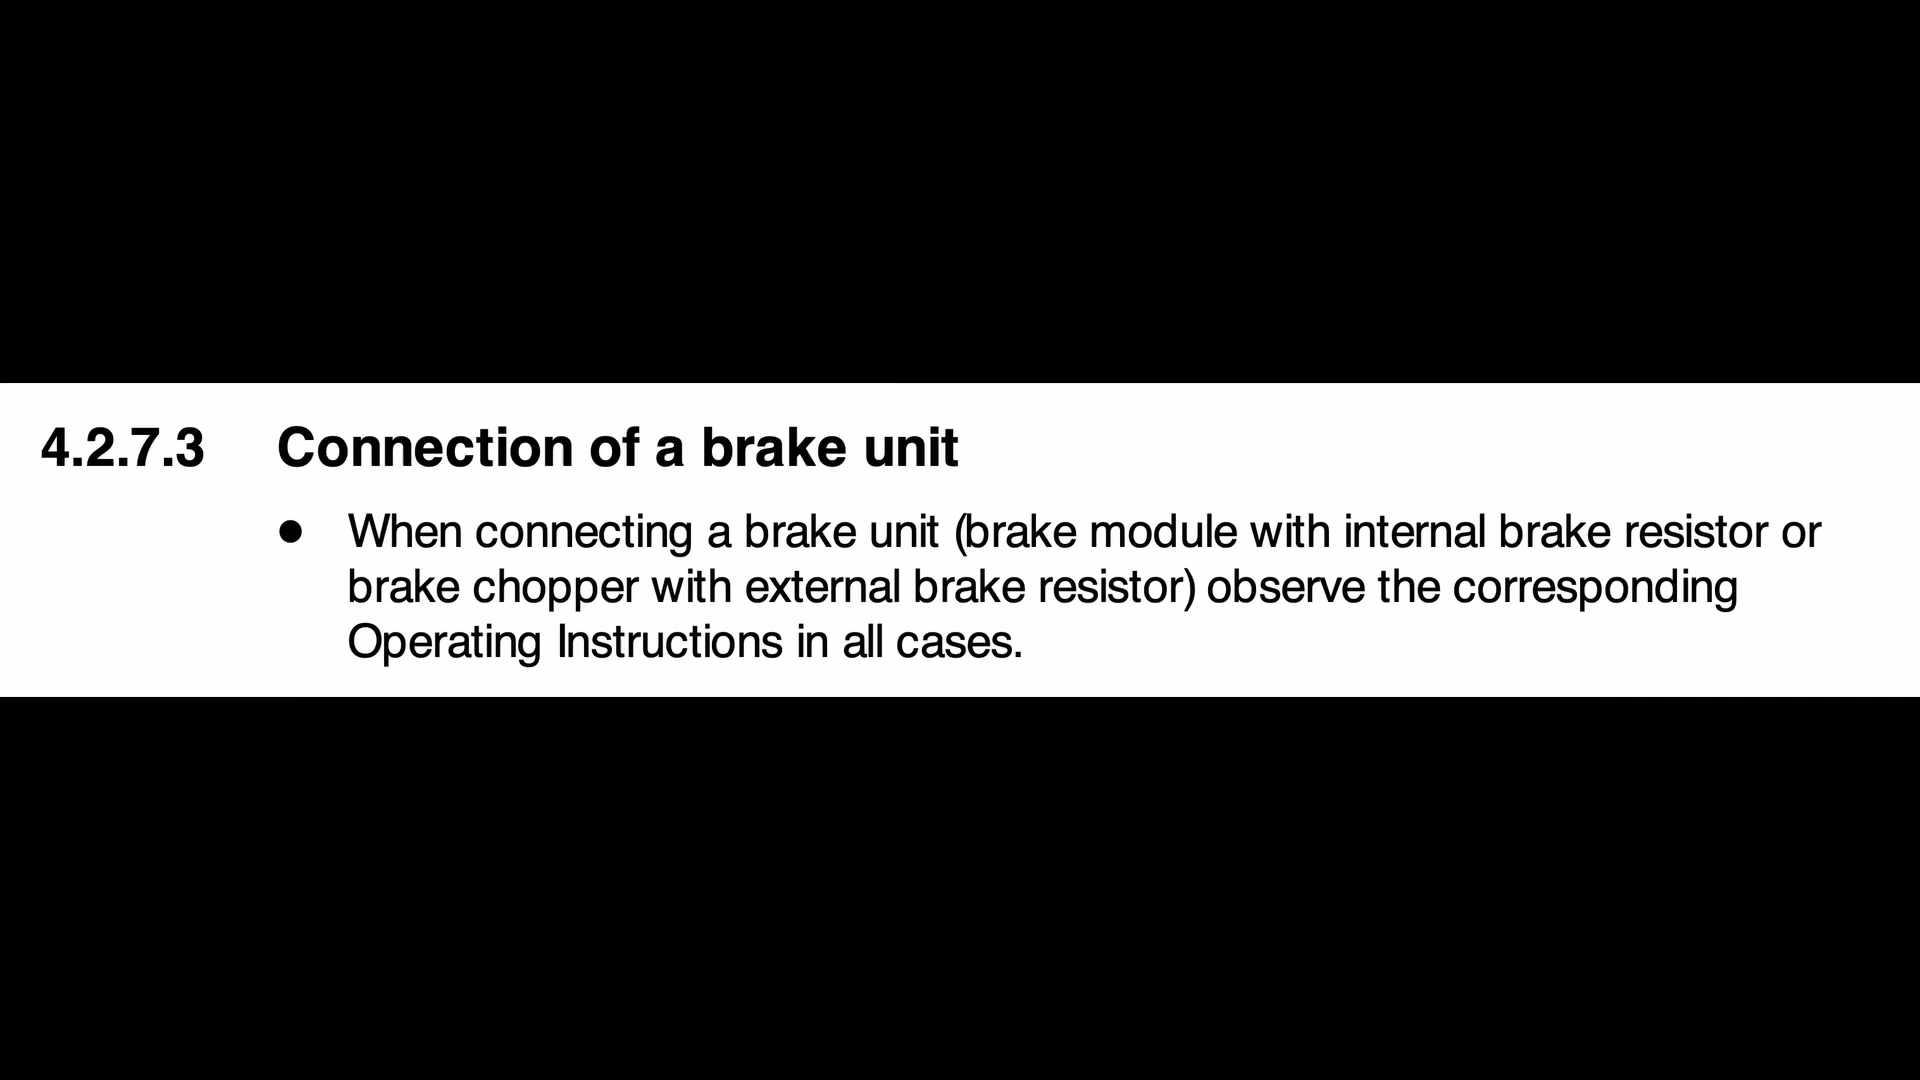 4.2.7.3 Connection of a brake unit
● When connecting a brake unit (brake module with internal brake resistor or
brake chopper with external brake resistor) observe the corresponding
Operating Instructions in all cases.